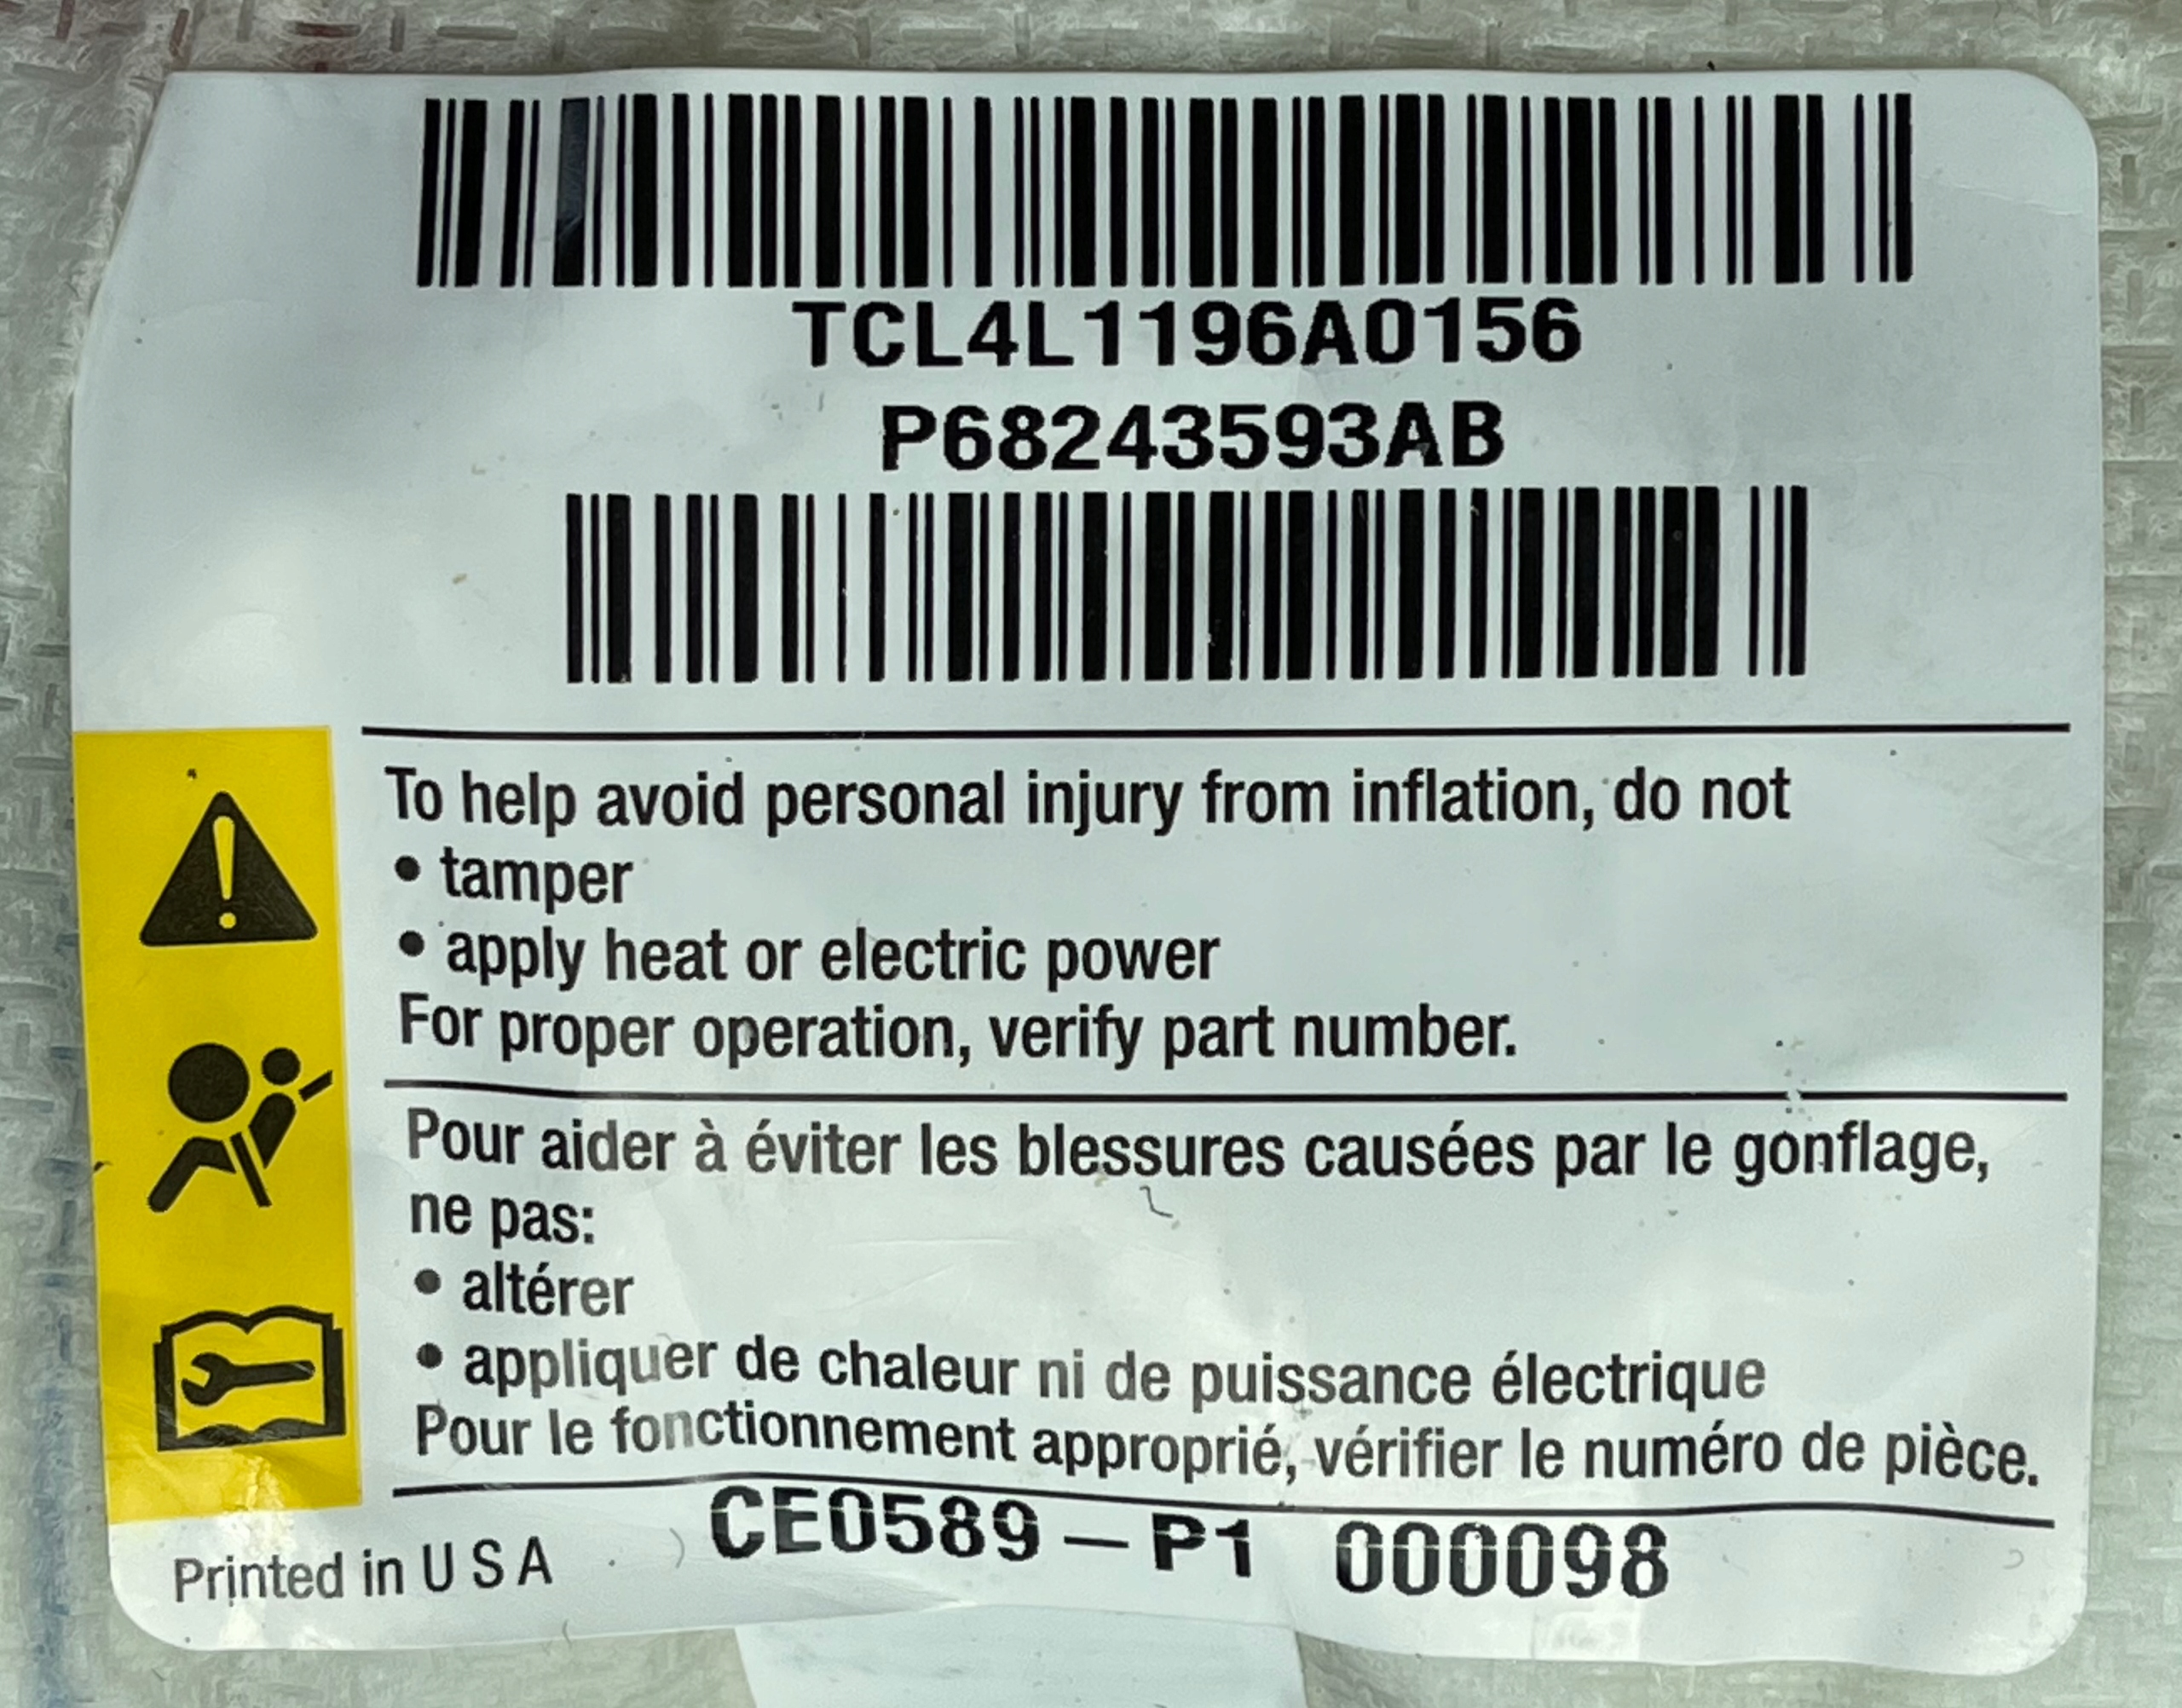 TCL4L1196A0156
P68243593AB
To help avoid personal injury from inflation, do not
• tamper
• apply heat or electric power
For proper operation, verify part number.
Pour aider à éviter les blessures causées par le gonflage,
ne pas:
• altérer
• appliquer de chaleur ni de puissance électrique
Pour le fonctionnement approprié, vérifier le numéro de pièce.
CE0589 – P1 000098
Printed in U S A